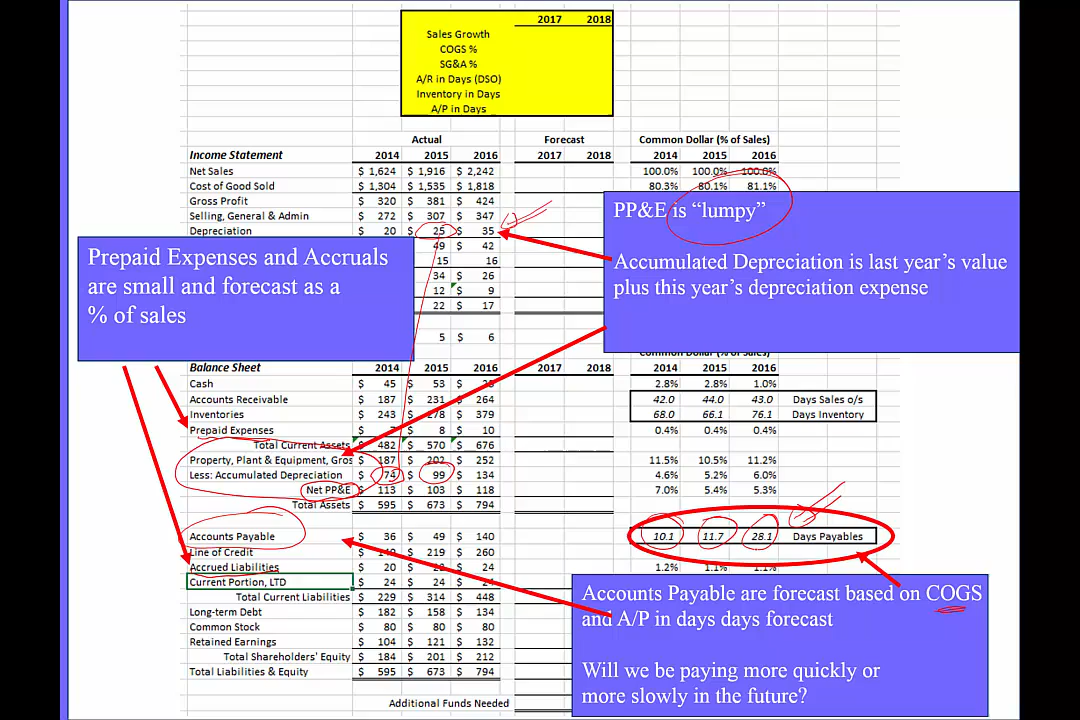 2017 2018
Sales Growth
COGS %
SG&A %
A/R in Days (DSO)
Inventory in Days
A/P in Days
Actual Forecast Common Dollar (% of Sales)
Income Statement 2014 2015 2016 2017 2018 2014 2015 2016
Net Sales $ 1,624 $ 1,916 $ 2,242 100.0% 100.0% 100.0%
Cost of Good Sold $ 1,304 $ 1,535 $ 1,818 80.3% 80.1% 81.1%
Gross Profit $ 320 $ 381 $ 424
Selling, General & Admin $ 272 $ 307 $ 347
Depreciation $ 20 $ 25 $ 35
49 $ 42
15 16
34 $ 26
12 $ 9
22 $ 17
5 $ 6
PP&E is “lumpy”
Accumulated Depreciation is last year’s value
plus this year’s depreciation expense
Prepaid Expenses and Accruals
are small and forecast as a
% of sales
Common Dollar (% of Sales)
Balance Sheet 2014 2015 2016 2017 2018 2014 2015 2016
Cash $ 45 $ 53 $ 2.8% 2.8% 1.0%
Accounts Receivable $ 187 $ 231 $ 264 42.0 44.0 43.0 Days Sales o/s
Inventories $ 243 $ 278 $ 379 68.0 66.1 76.1 Days Inventory
Prepaid Expenses $ 8 $ 10 0.4% 0.4% 0.4%
Total Current Assets $ 482 $ 570 $ 676
Property, Plant & Equipment, Gros $ 187 $ 202 $ 252 11.5% 10.5% 11.2%
Less: Accumulated Depreciation $ 74 $ 99 $ 134 4.6% 5.2% 6.0%
Net PP&E $ 113 $ 103 $ 118 7.0% 5.4% 5.3%
Total Assets $ 595 $ 673 $ 794
Accounts Payable $ 36 $ 49 $ 140 10.1 11.7 28.1 Days Payables
Line of Credit $ $ 219 $ 260
Accrued Liabilities $ 20 $ 22 $ 24 1.2% 1.1% 1.1%
Current Portion, LTD $ 24 $ 24 $ 24
Total Current Liabilities $ 229 $ 314 $ 448
Long-term Debt $ 182 $ 158 $ 134
Common Stock $ 80 $ 80 $ 80
Retained Earnings $ 104 $ 121 $ 132
Total Shareholders' Equity $ 184 $ 201 $ 212
Total Liabilities & Equity $ 595 $ 673 $ 794
Additional Funds Needed
Accounts Payable are forecast based on COGS
and A/P in days days forecast
Will we be paying more quickly or
more slowly in the future?